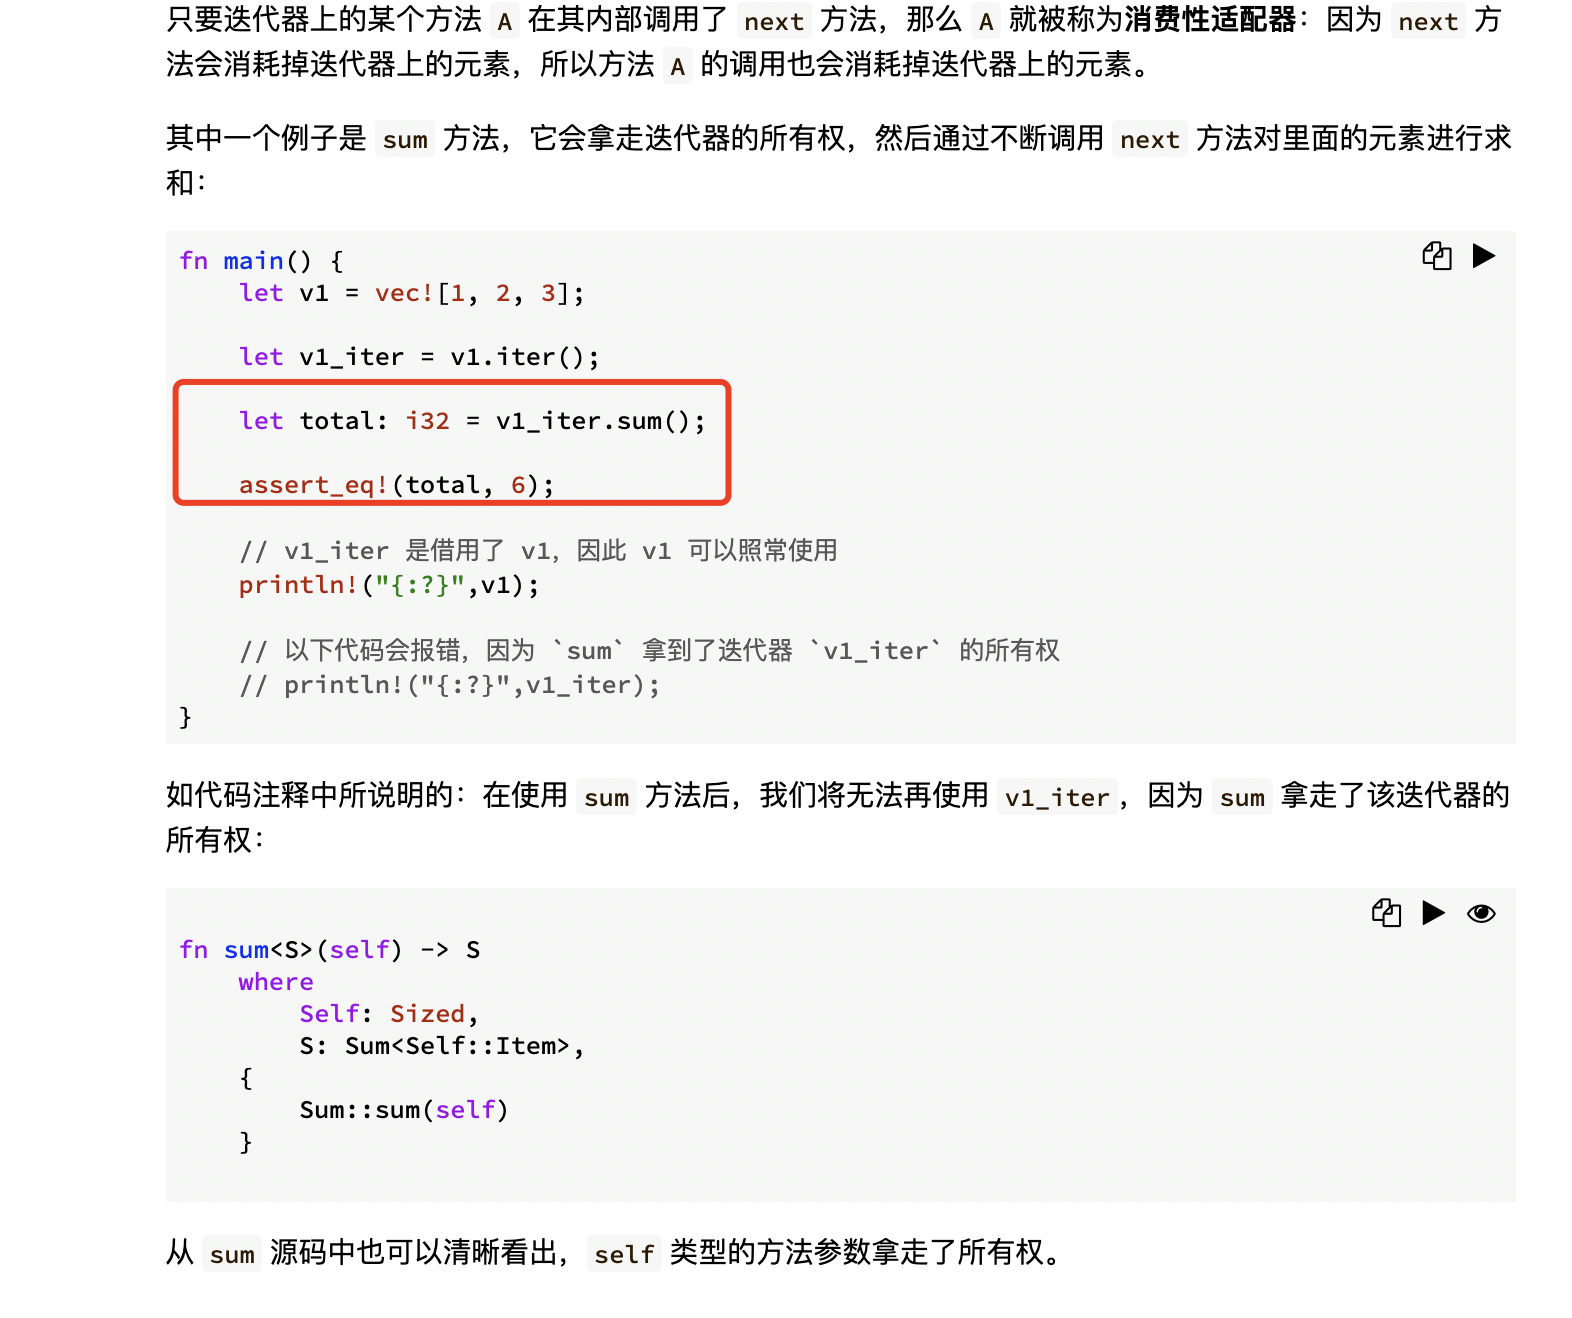 只要迭代器上的某个方法 A 在其内部调用了 next 方法，那么 A 就被称为消费性适配器：因为 next 方
法会消耗掉迭代器上的元素，所以方法 A 的调用也会消耗掉迭代器上的元素。
其中一个例子是 sum 方法，它会拿走迭代器的所有权，然后通过不断调用 next 方法对里面的元素进行求
和：
fn main() {
    let v1 = vec![1, 2, 3];
    let v1_iter = v1.iter();
    let total: i32 = v1_iter.sum();
    assert_eq!(total, 6);
    // v1_iter 是借用了 v1，因此 v1 可以照常使用
    println!("{:?}",v1);
    // 以下代码会报错，因为 `sum` 拿到了迭代器 `v1_iter` 的所有权
    // println!("{:?}",v1_iter);
}
如代码注释中所说明的：在使用 sum 方法后，我们将无法再使用 v1_iter，因为 sum 拿走了该迭代器的
所有权：
fn sum<S>(self) -> S
    where
        Self: Sized,
        S: Sum<Self::Item>,
    {
        Sum::sum(self)
    }
从 sum 源码中也可以清晰看出，self 类型的方法参数拿走了所有权。